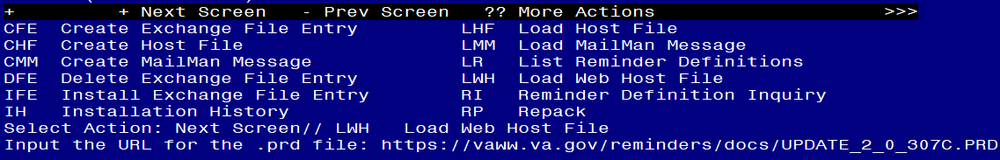 + + Next Screen - Prev Screen ?? More Actions >>>
CFE Create Exchange File Entry LHF Load Host File
CHF Create Host File LMM Load MailMan Message
CMM Create MailMan Message LR List Reminder Definitions
DFE Delete Exchange File Entry LWH Load Web Host File
IFE Install Exchange File Entry RI Reminder Definition Inquiry
IH Installation History RP Repack
Select Action: Next Screen// LWH Load Web Host File
Input the URL for the .prd file: https://vaww.va.gov/reminders/docs/UPDATE_2_0_307C.PRD